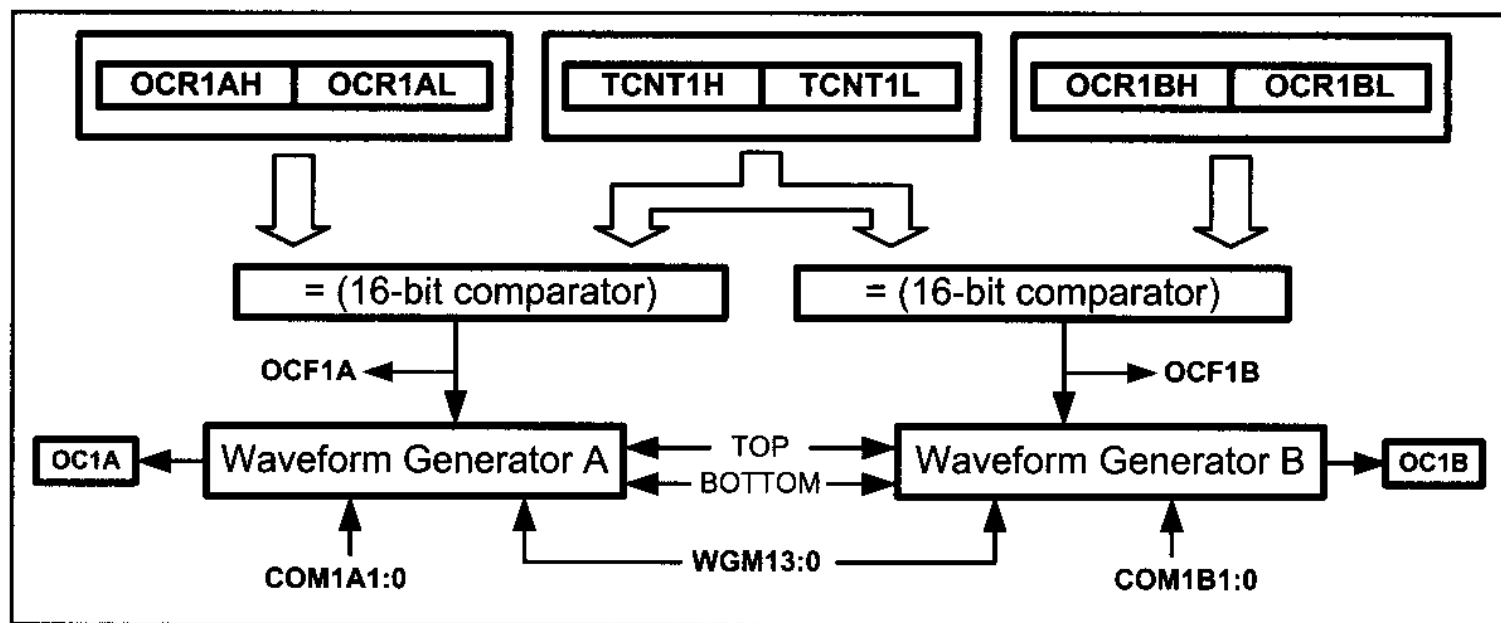 OCR1AH OCR1AL TCNT1H TCNT1L OCR1BH OCR1BL
= (16-bit comparator) = (16-bit comparator)
OCF1A OCF1B
OC1A Waveform Generator A TOP Waveform Generator B OC1B
BOTTOM
COM1A1:0 WGM13:0 COM1B1:0